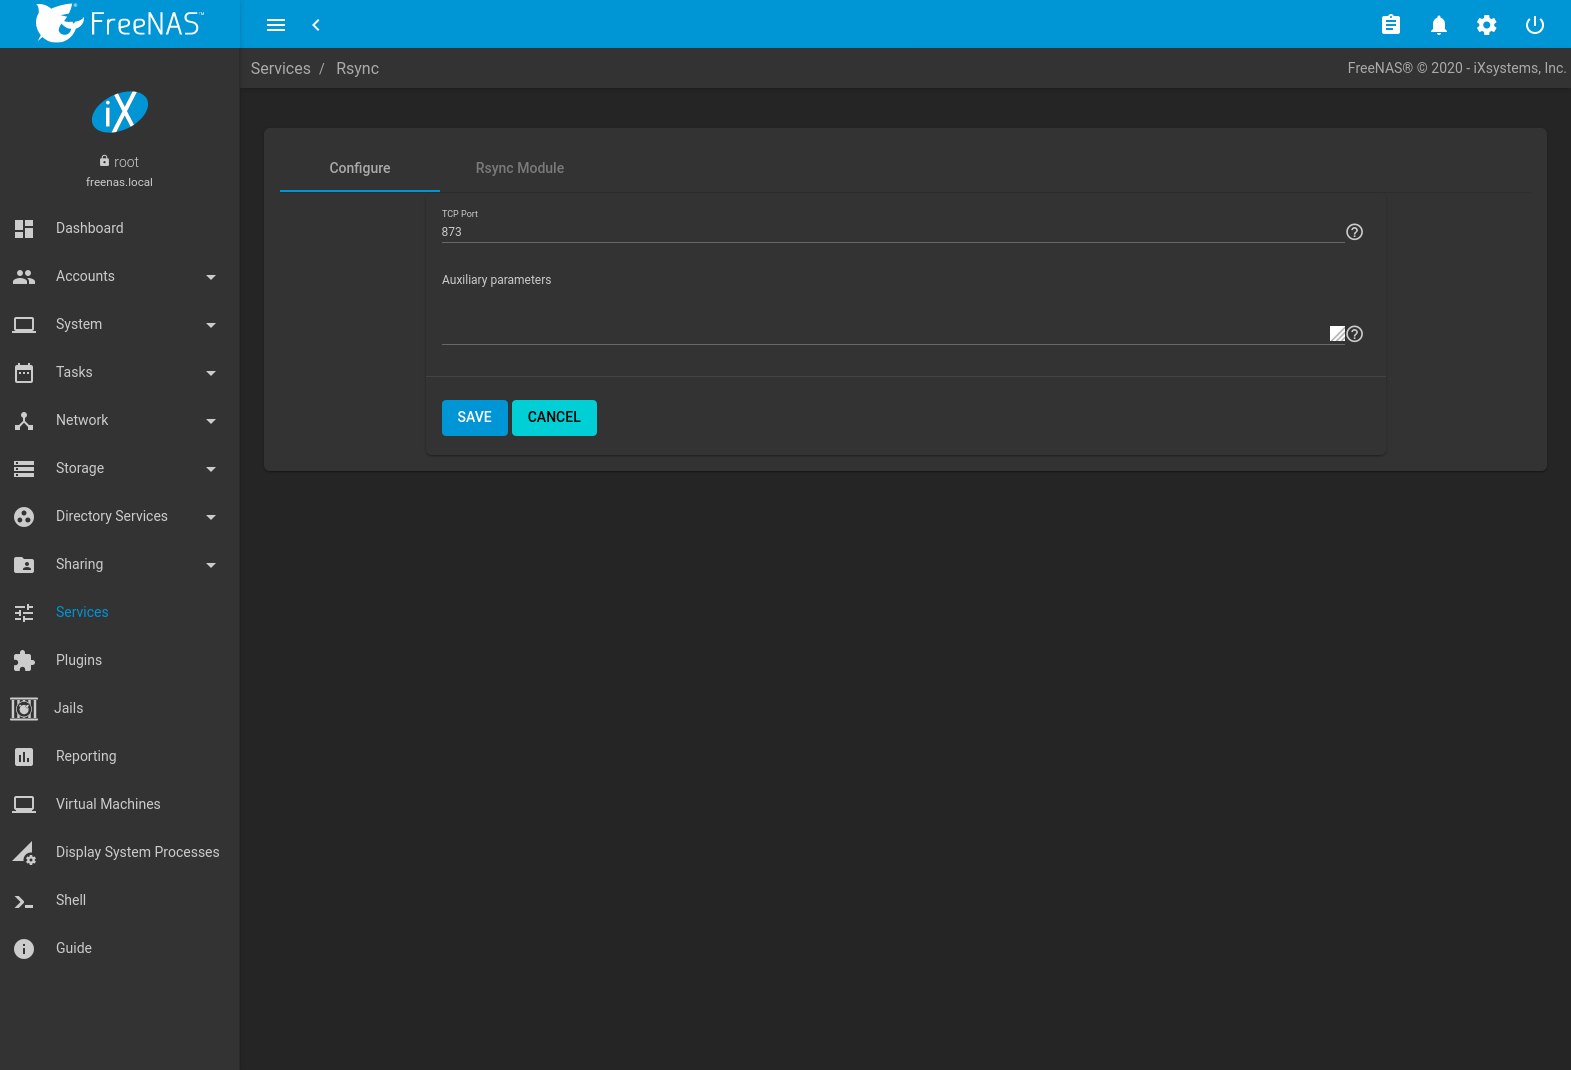 FreeNAS™
Services / Rsync
FreeNAS® © 2020 - iXsystems, Inc.
iX
root
freenas.local
Dashboard
Accounts
System
Tasks
Network
Storage
Directory Services
Sharing
Services
Plugins
Jails
Reporting
Virtual Machines
Display System Processes
Shell
Guide
Configure
Rsync Module
TCP Port
873
Auxiliary parameters
SAVE
CANCEL